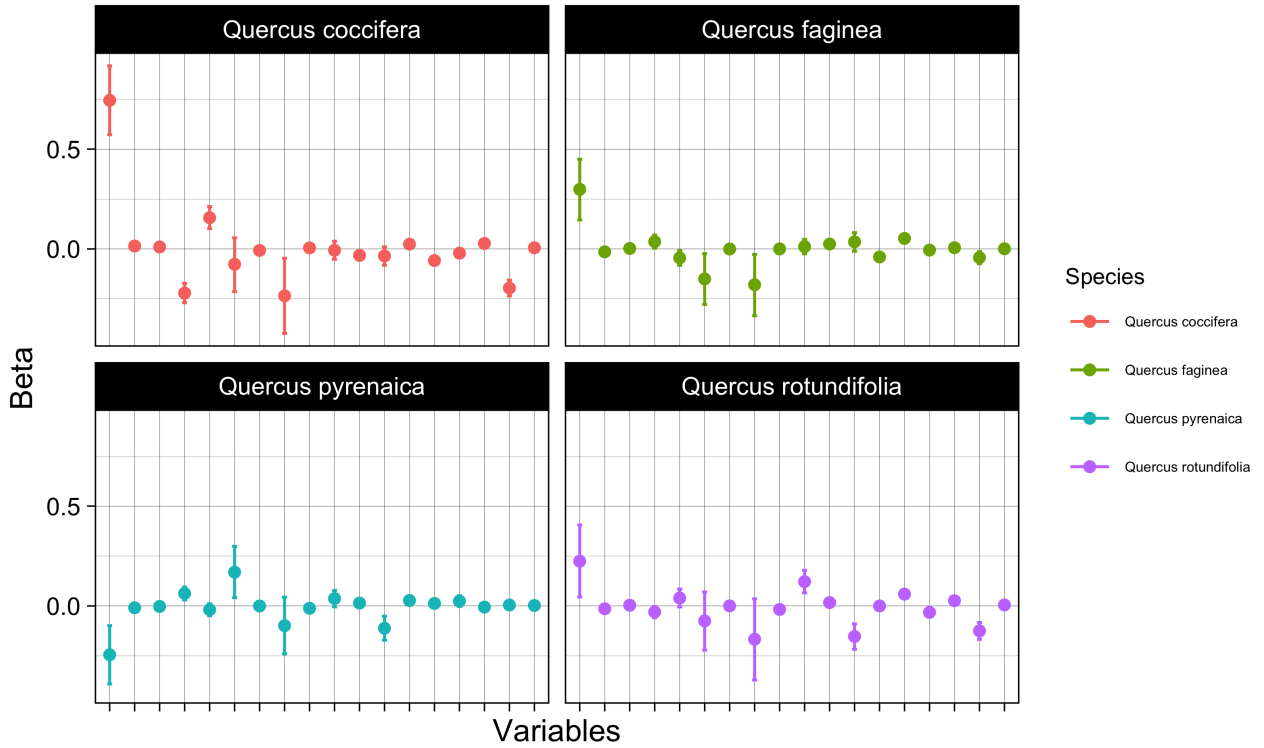 Quercus coccifera
Quercus faginea
0.5
0.0
Quercus pyrenaica
Quercus rotundifolia
0.5
0.0
Beta
Variables
Species
Quercus coccifera
Quercus faginea
Quercus pyrenaica
Quercus rotundifolia